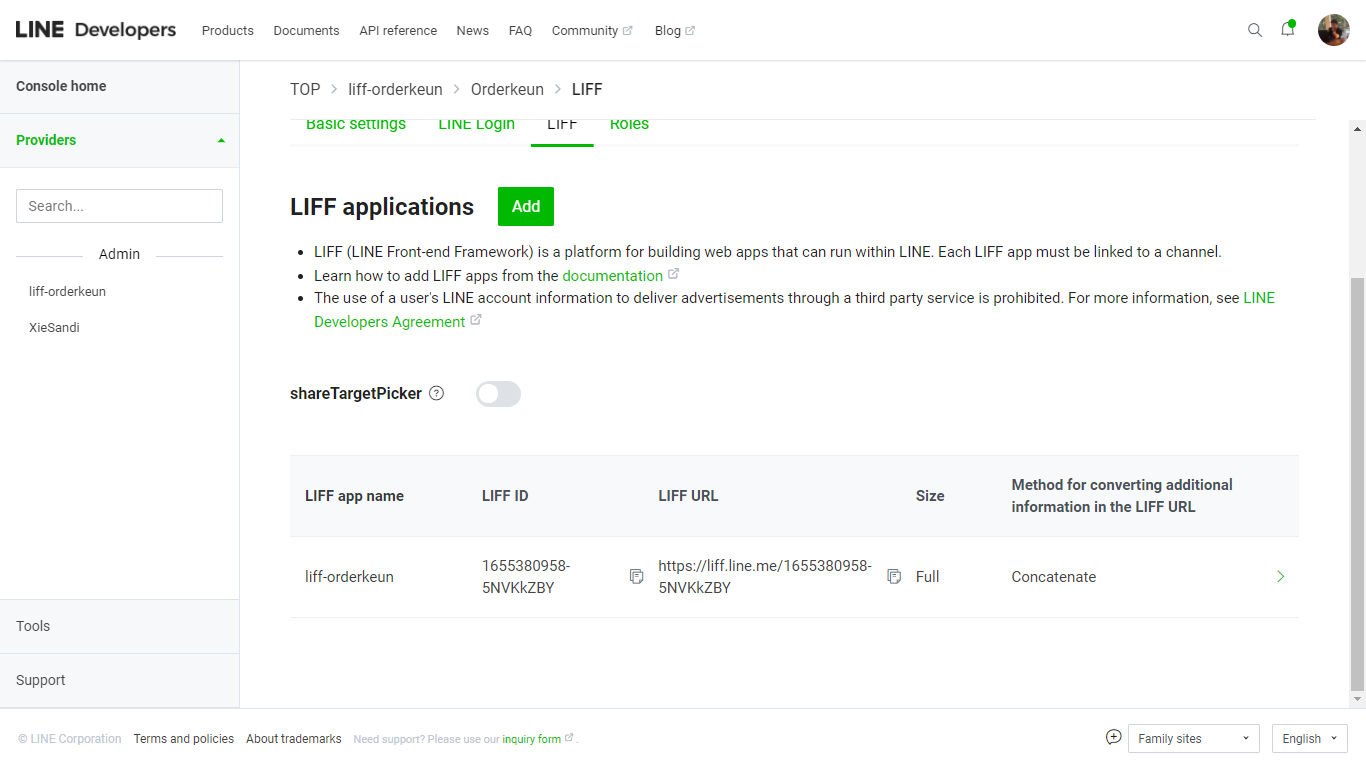 LINE Developers
Products Documents API reference News FAQ Community Blog
Console home
Providers
Search...
Admin
liff-orderkeun
XieSandi
Tools
Support
TOP > liff-orderkeun > Orderkeun > LIFF
Basic settings LINE Login LIFF Roles
LIFF applications Add
• LIFF (LINE Front-end Framework) is a platform for building web apps that can run within LINE. Each LIFF app must be linked to a channel.
• Learn how to add LIFF apps from the documentation
• The use of a user's LINE account information to deliver advertisements through a third party service is prohibited. For more information, see LINE
Developers Agreement
shareTargetPicker ?
LIFF app name LIFF ID LIFF URL Size Method for converting additional
information in the LIFF URL
liff-orderkeun 1655380958- https://liff.line.me/1655380958- Full Concatenate
5NVKkZBY 5NVKkZBY
© LINE Corporation Terms and policies About trademarks Need support? Please use our inquiry form . Family sites English